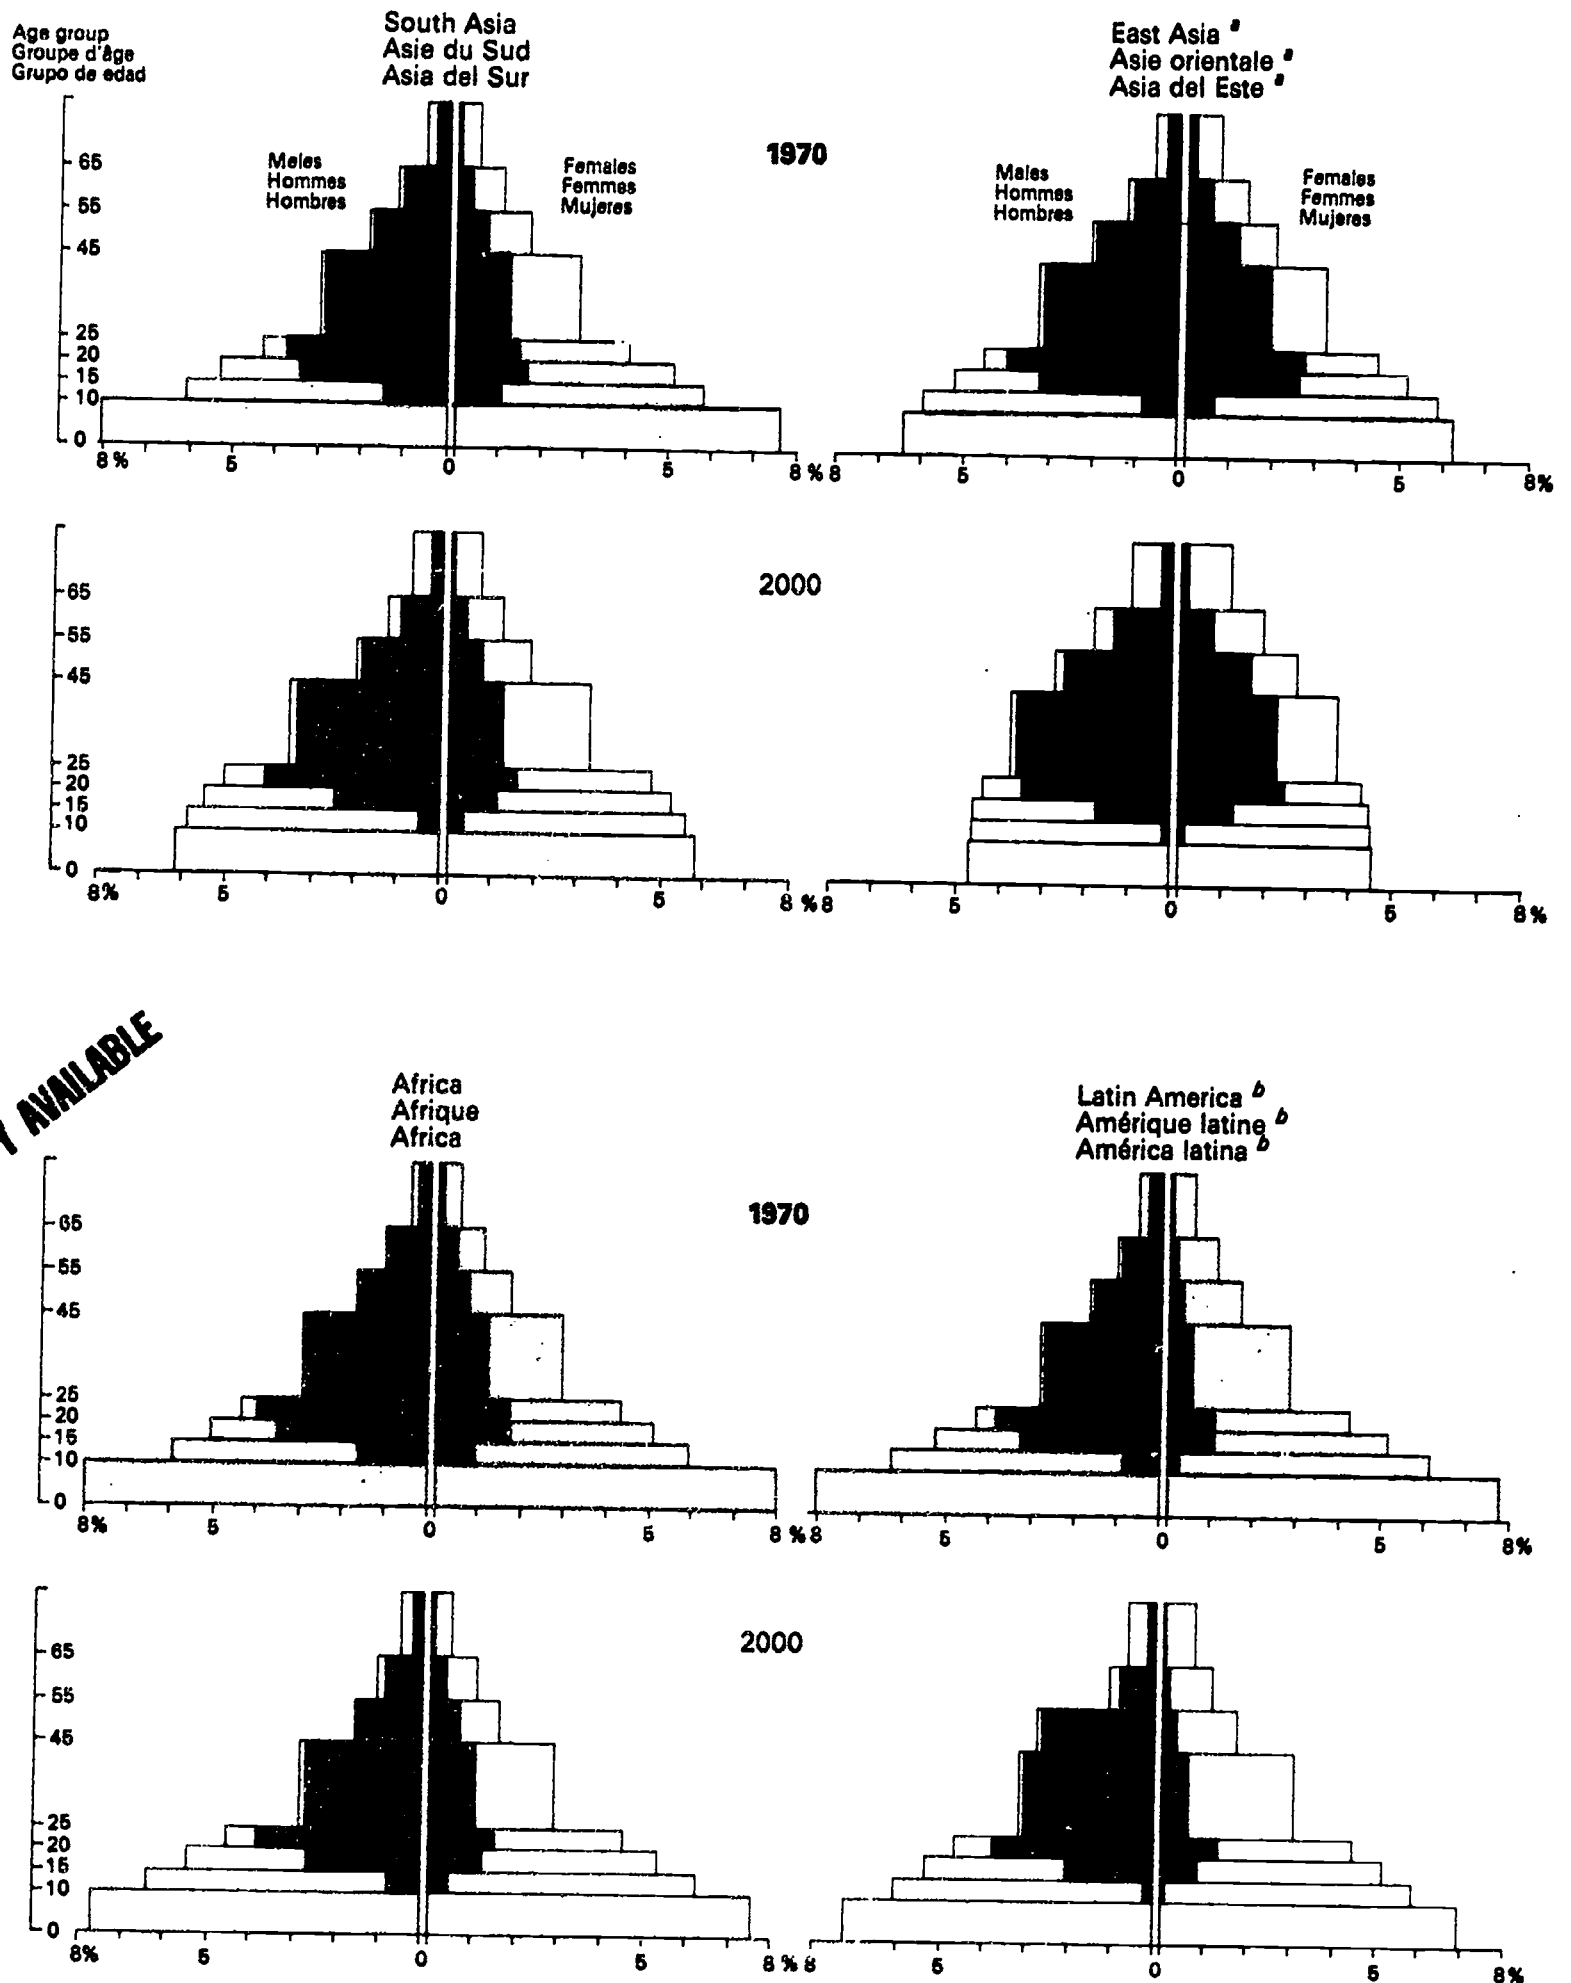 Age group
Groupe d'âge
Grupo de edad
South Asia
Asie du Sud
Asia del Sur
East Asia a
Asie orientale a
Asia del Este a
1970
Males
Hommes
Hombres
Females
Femmes
Mujeres
Males
Hommes
Hombres
Females
Femmes
Mujeres
65
55
45
25
20
15
10
0
8% 5 0 5 8% 8 5 0 5 8%
2000
65
55
45
25
20
15
10
0
8% 5 0 5 8% 8 5 0 5 8%
Y AVAILABLE
Africa
Afrique
Africa
Latin America b
Amérique latine b
América latina b
1970
65
55
45
25
20
15
10
0
8% 5 0 5 8% 8 5 0 5 8%
2000
65
55
45
25
20
15
10
0
8% 5 0 5 8% 8 5 0 5 8%